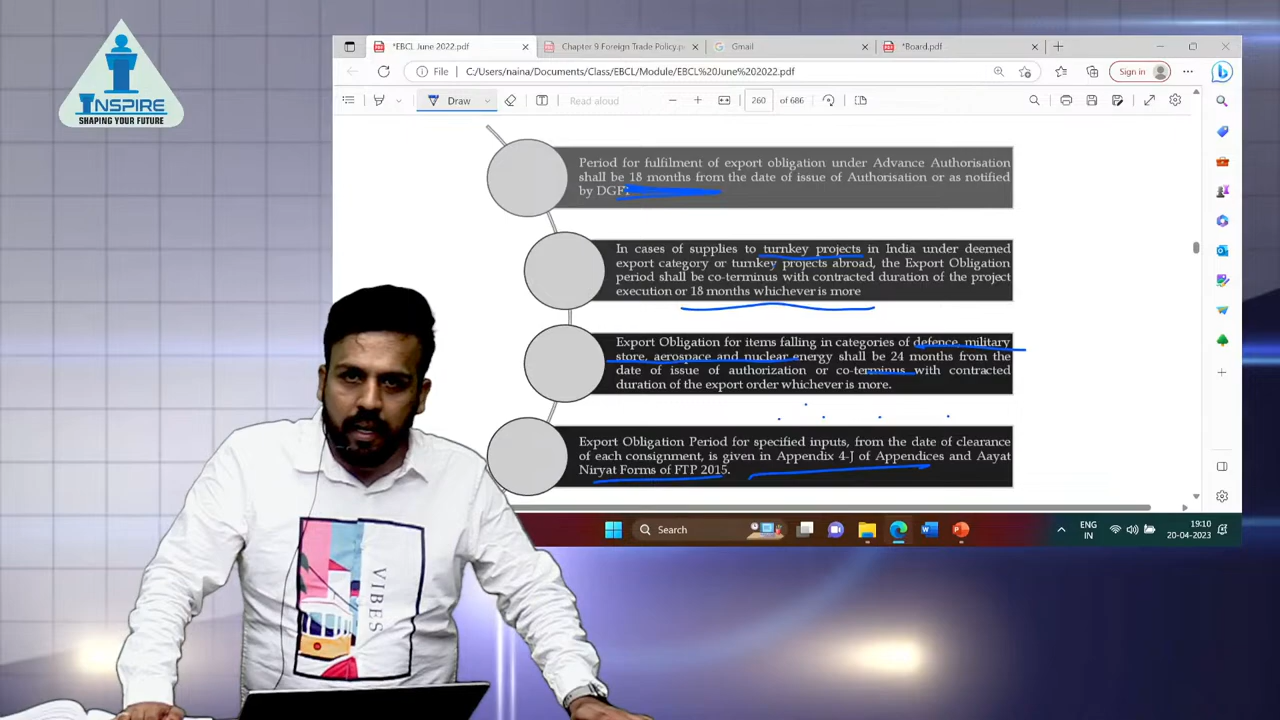 INSPIRE
SHAPING YOUR FUTURE
*EBCL June 2022.pdf
Chapter 9 Foreign Trade Policy.p
Gmail
*Board.pdf
File
C:/Users/naina/Documents/Class/EBCL/Module/EBCL%20June%202022.pdf
Sign in
Draw
Read aloud
260 of 686
Period for fulfilment of export obligation under Advance Authorisation
shall be 18 months from the date of issue of Authorisation or as notified
by DGFT
In cases of supplies to turnkey projects in India under deemed
export category or turnkey projects abroad, the Export Obligation
period shall be co-terminus with contracted duration of the project
execution or 18 months whichever is more
Export Obligation for items falling in categories of defence, military
store, aerospace and nuclear energy shall be 24 months from the
date of issue of authorization or co-terminus with contracted
duration of the export order whichever is more.
Export Obligation Period for specified inputs, from the date of clearance
of each consignment, is given in Appendix 4-J of Appendices and Aayat
Niryat Forms of FTP 2015.
Search
ENG
IN
19:10
20-04-2023
VIBES